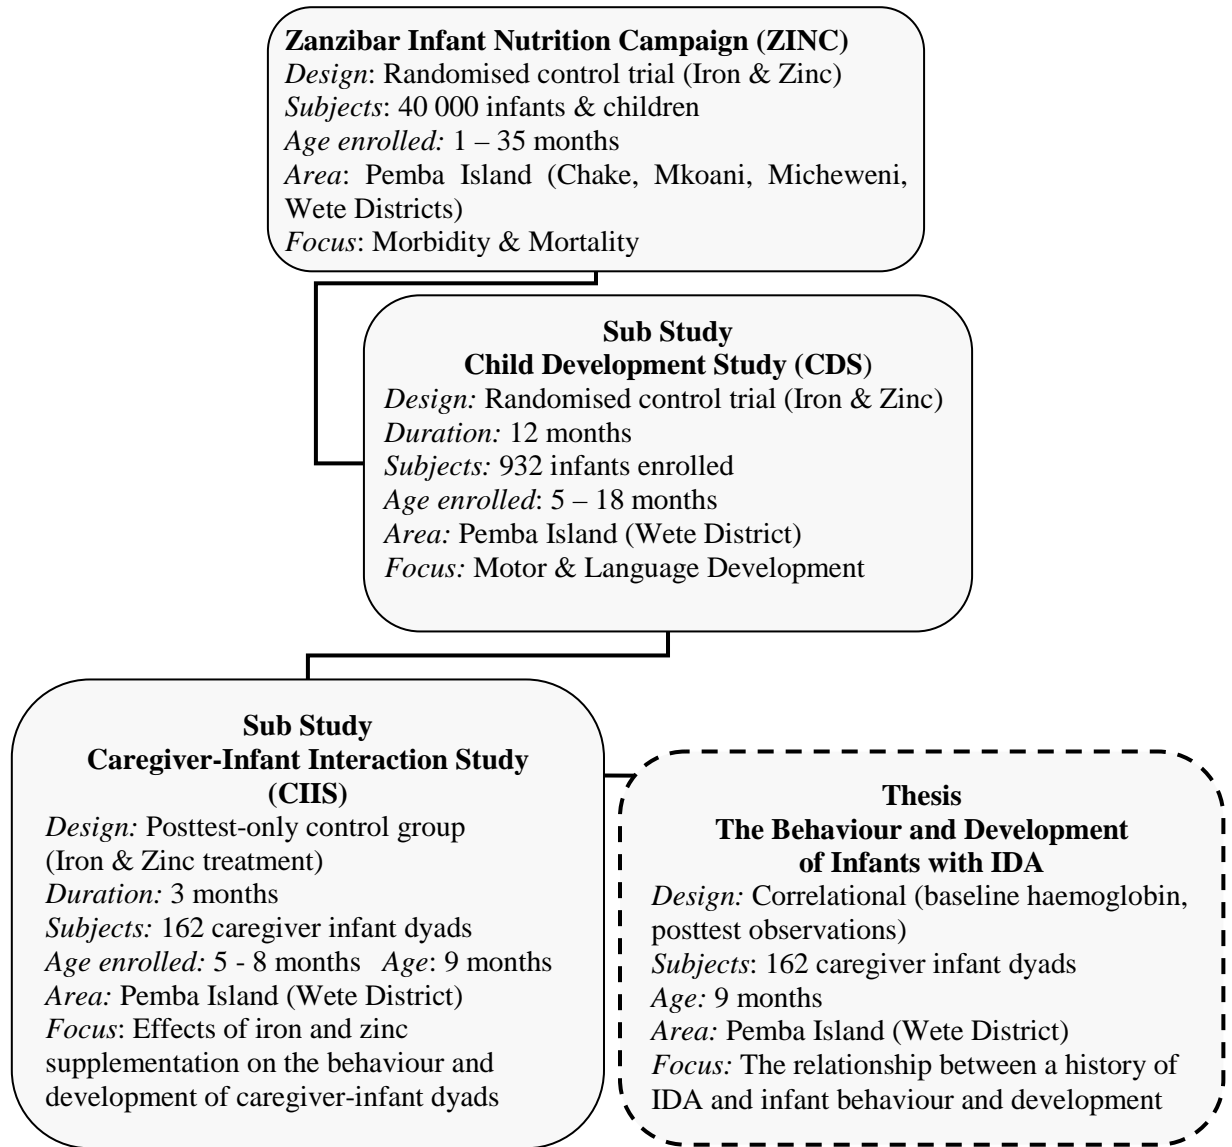 Zanzibar Infant Nutrition Campaign (ZINC)
Design: Randomised control trial (Iron & Zinc)
Subjects: 40 000 infants & children
Age enrolled: 1 – 35 months
Area: Pemba Island (Chake, Mkoani, Micheweni,
Wete Districts)
Focus: Morbidity & Mortality
Sub Study
Child Development Study (CDS)
Design: Randomised control trial (Iron & Zinc)
Duration: 12 months
Subjects: 932 infants enrolled
Age enrolled: 5 – 18 months
Area: Pemba Island (Wete District)
Focus: Motor & Language Development
Sub Study
Caregiver-Infant Interaction Study
(CIIS)
Design: Posttest-only control group
(Iron & Zinc treatment)
Duration: 3 months
Subjects: 162 caregiver infant dyads
Age enrolled: 5 - 8 months Age: 9 months
Area: Pemba Island (Wete District)
Focus: Effects of iron and zinc
supplementation on the behaviour and
development of caregiver-infant dyads
Thesis
The Behaviour and Development
of Infants with IDA
Design: Correlational (baseline haemoglobin,
posttest observations)
Subjects: 162 caregiver infant dyads
Age: 9 months
Area: Pemba Island (Wete District)
Focus: The relationship between a history of
IDA and infant behaviour and development